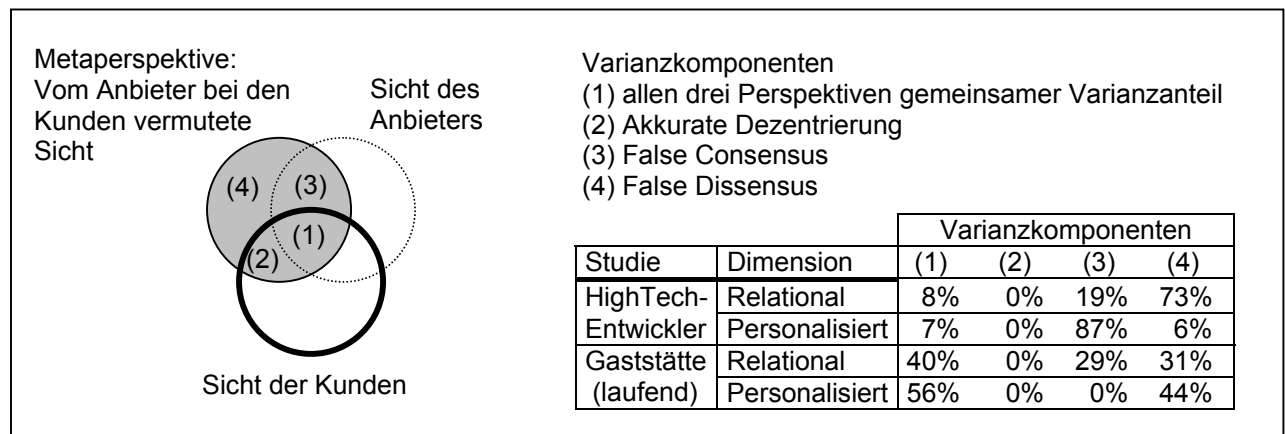 Metaperspektive:
Vom Anbieter bei den
Kunden vermutete
Sicht
Sicht des
Anbieters
(4)
(3)
(1)
(2)
Sicht der Kunden
Varianzkomponenten
(1) allen drei Perspektiven gemeinsamer Varianzanteil
(2) Akkurate Dezentrierung
(3) False Consensus
(4) False Dissensus
Varianzkomponenten
Studie Dimension (1) (2) (3) (4)
HighTech- Relational 8% 0% 19% 73%
Entwickler Personalisiert 7% 0% 87% 6%
Gaststätte Relational 40% 0% 29% 31%
(laufend) Personalisiert 56% 0% 0% 44%